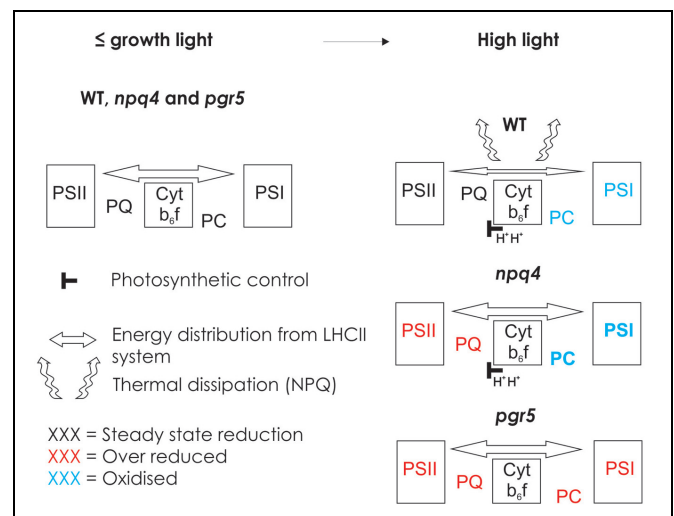 ≤ growth light
High light
WT, npq4 and pgr5
PSII
PQ
Cyt
b₆f
PC
PSI
Photosynthetic control
Energy distribution from LHCII
system
Thermal dissipation (NPQ)
XXX = Steady state reduction
XXX = Over reduced
XXX = Oxidised
WT
PSII
PQ
Cyt
b₆f
H⁺H⁺
PC
PSI
npq4
PSII
PQ
Cyt
b₆f
H⁺H⁺
PC
PSI
pgr5
PSII
PQ
Cyt
b₆f
PC
PSI